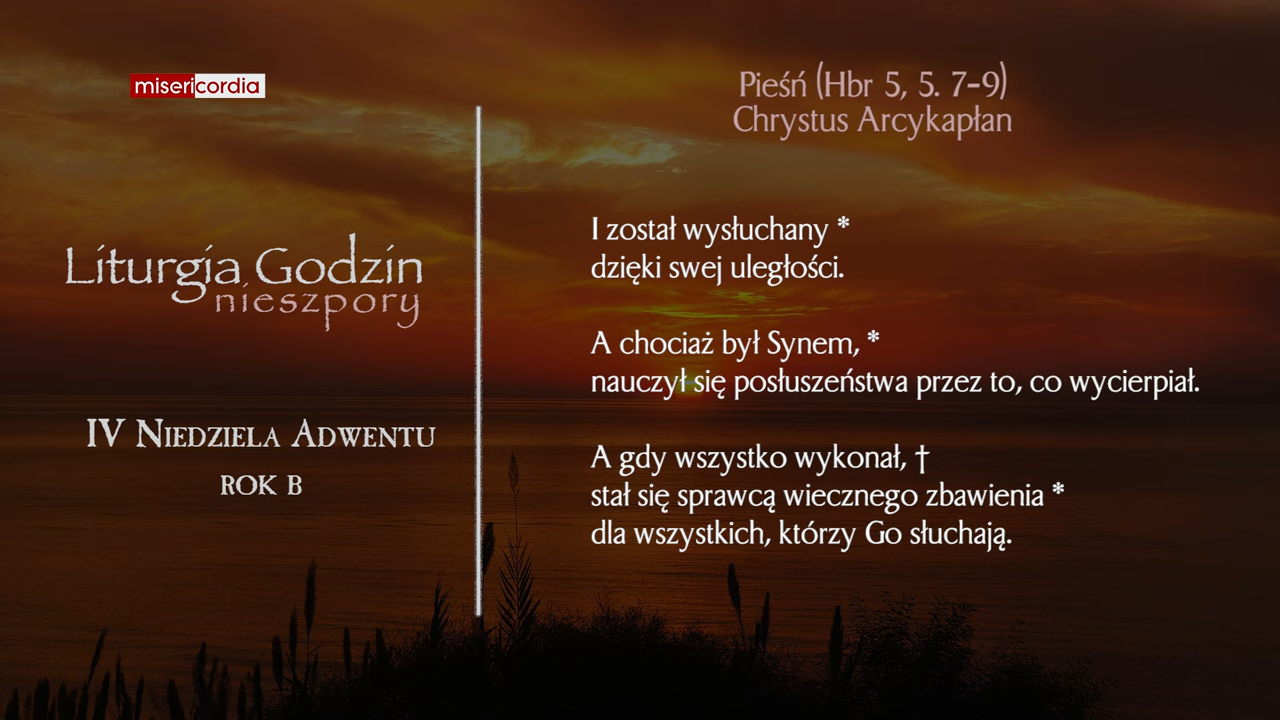 misericordia
Liturgia Godzin
nieszpory
IV Niedziela Adwentu
rok B
Pieśń (Hbr 5, 5. 7-9)
Chrystus Arcykapłan
I został wysłuchany *
dzięki swej uległości.
A chociaż był Synem, *
nauczył się posłuszeństwa przez to, co wycierpiał.
A gdy wszystko wykonał, †
stał się sprawcą wiecznego zbawienia *
dla wszystkich, którzy Go słuchają.